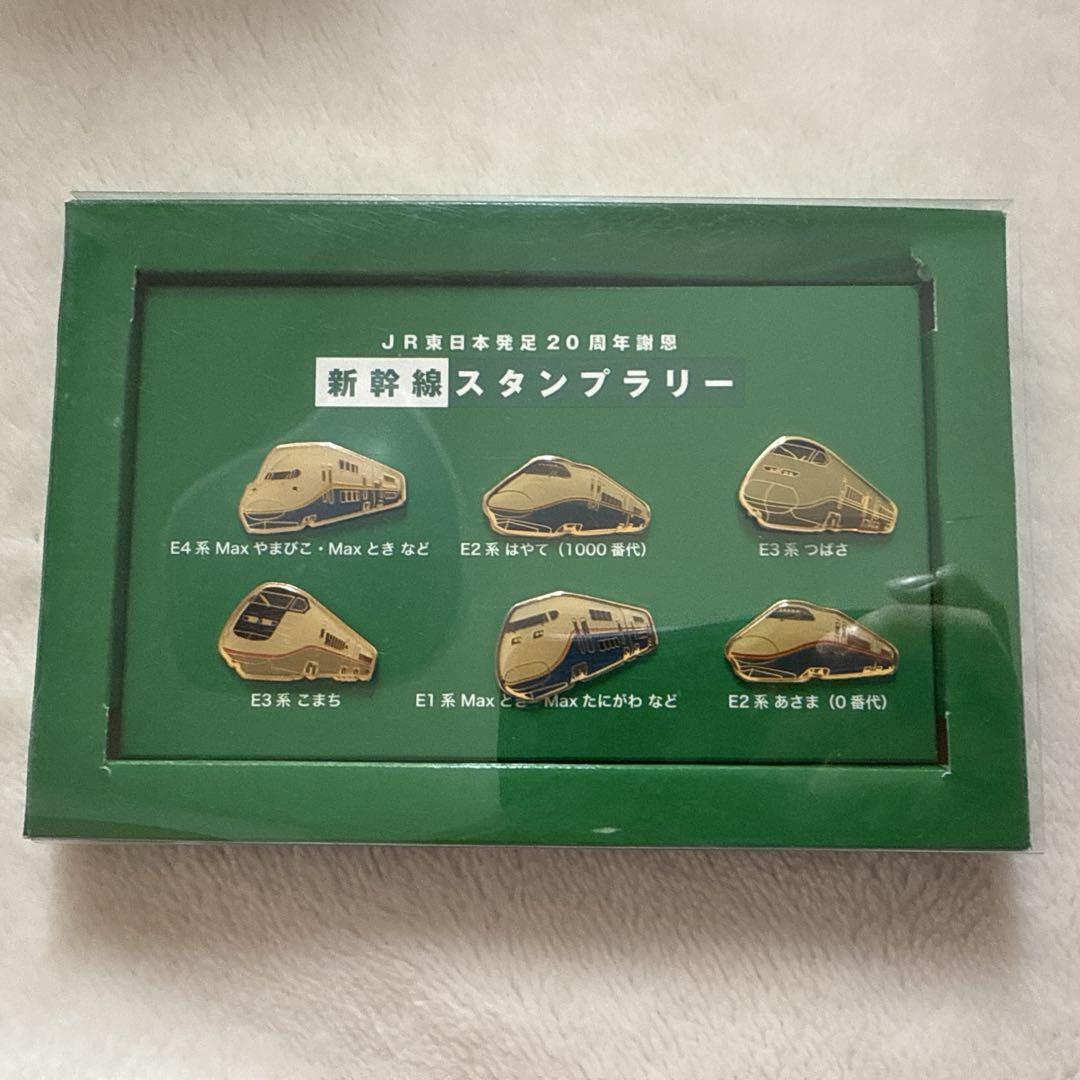 JR東日本発足20周年謝恩
新幹線スタンプラリー
E4系 Max やまびこ・Max とき など
E2系 はやて（1000番代）
E3系 つばさ
E3系 こまち
E1系 Max とき・Max たにがわ など
E2系 あさま（0番代）